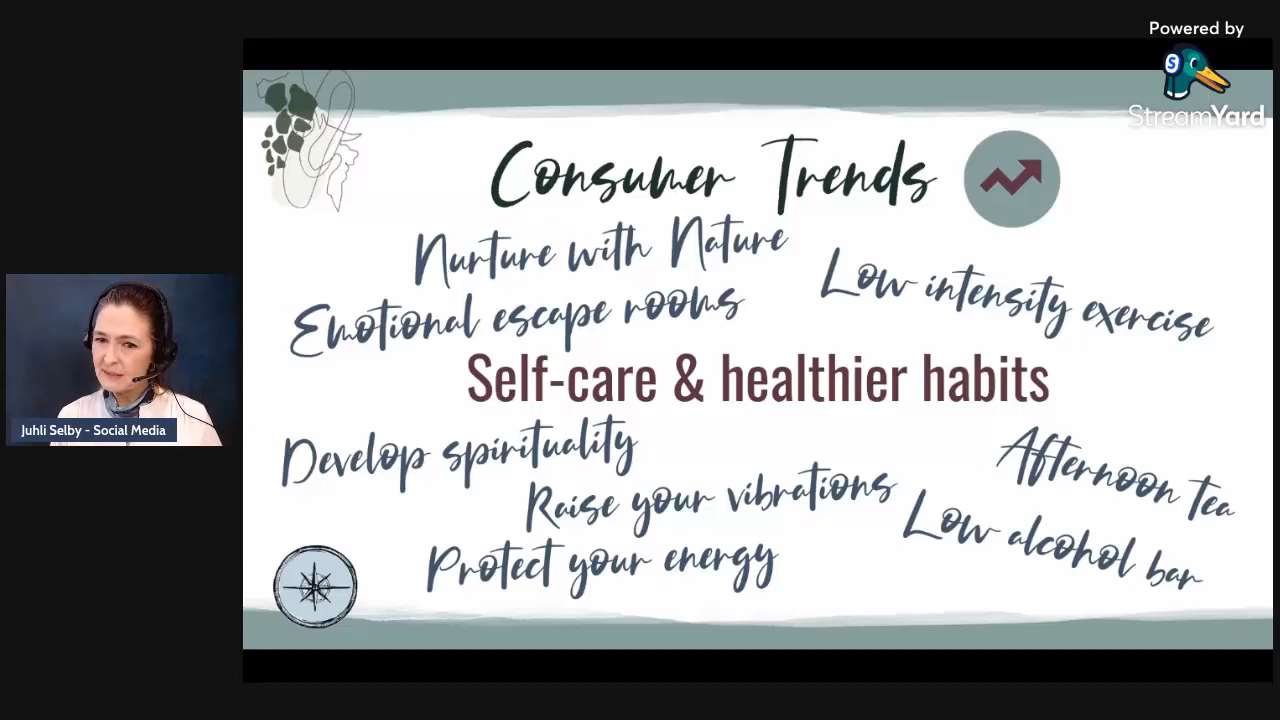 Powered by
StreamYard
Consumer Trends
Nurture with Nature
Low intensity exercise
Emotional escape rooms
Self-care & healthier habits
Develop spirituality
Afternoon tea
Raise your vibrations
Low alcohol bar
Protect your energy
Juhli Selby - Social Media
S